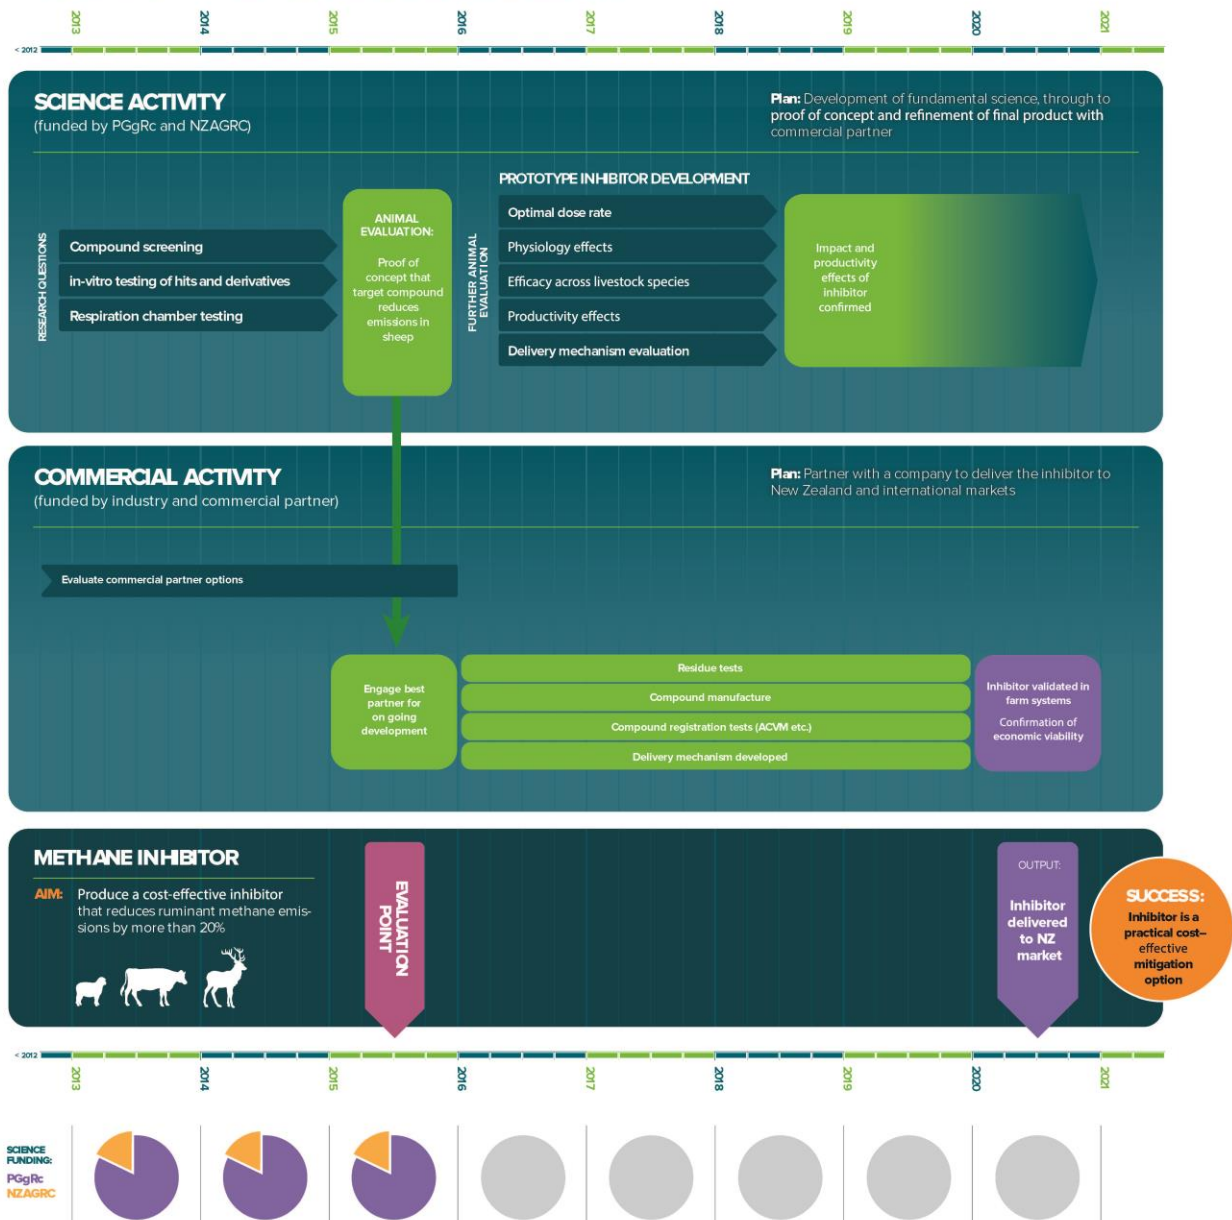 2013 2014 2015 2016 2017 2018 2019 2020 2021
< 2012
SCIENCE ACTIVITY
(funded by PGgRc and NZAGRC)
Plan: Development of fundamental science, through to
proof of concept and refinement of final product with
commercial partner
RESEARCH QUESTIONS
Compound screening
in-vitro testing of hits and derivatives
Respiration chamber testing
ANIMAL
EVALUATION:
Proof of
concept that
target compound
reduces
emissions in
sheep
FURTHER ANIMAL
EVALUATION
PROTOTYPE INHIBITOR DEVELOPMENT
Optimal dose rate
Physiology effects
Efficacy across livestock species
Productivity effects
Delivery mechanism evaluation
Impact and
productivity
effects of
inhibitor
confirmed
COMMERCIAL ACTIVITY
(funded by industry and commercial partner)
Plan: Partner with a company to deliver the inhibitor to
New Zealand and international markets
Evaluate commercial partner options
Engage best
partner for
on going
development
Residue tests
Compound manufacture
Compound registration tests (ACVM etc.)
Delivery mechanism developed
Inhibitor validated in
farm systems
Confirmation of
economic viability
METHANE INHIBITOR
AIM: Produce a cost-effective inhibitor
that reduces ruminant methane emis-
sions by more than 20%
EVALUATION
POINT
OUTPUT:
Inhibitor
delivered
to NZ
market
SUCCESS:
Inhibitor is a
practical cost–
effective
mitigation
option
< 2012
2013 2014 2015 2016 2017 2018 2019 2020 2021
SCIENCE
FUNDING:
PGgRc
NZAGRC